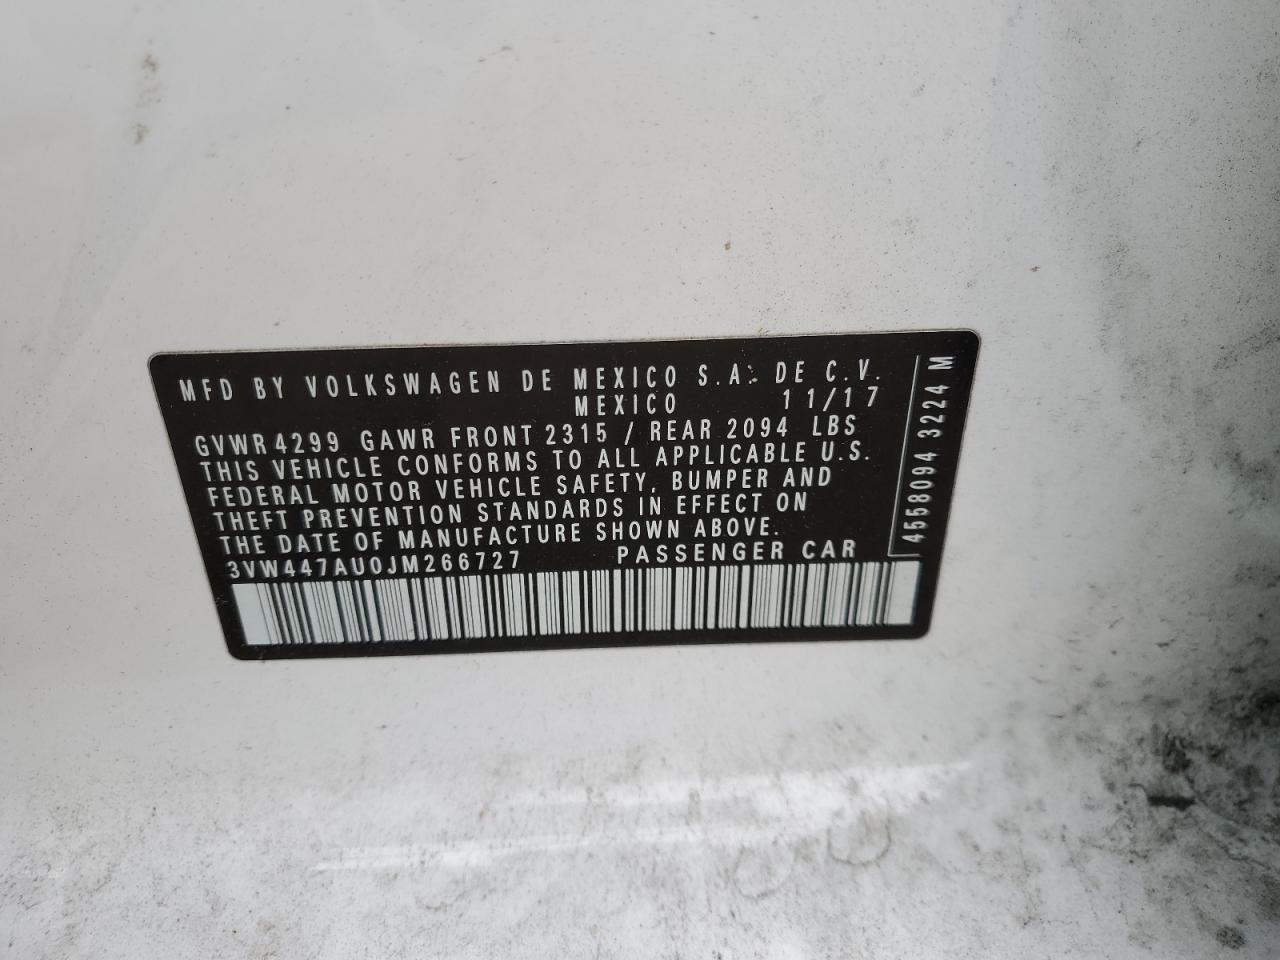 MFD BY VOLKSWAGEN DE MEXICO S.A. DE C.V.
MEXICO 11/17
GVWR 4299 GAWR FRONT 2315 / REAR 2094 LBS
THIS VEHICLE CONFORMS TO ALL APPLICABLE U.S.
FEDERAL MOTOR VEHICLE SAFETY, BUMPER AND
THEFT PREVENTION STANDARDS IN EFFECT ON
THE DATE OF MANUFACTURE SHOWN ABOVE.
3VW447AU0JM266727 PASSENGER CAR
4558094 3224 M